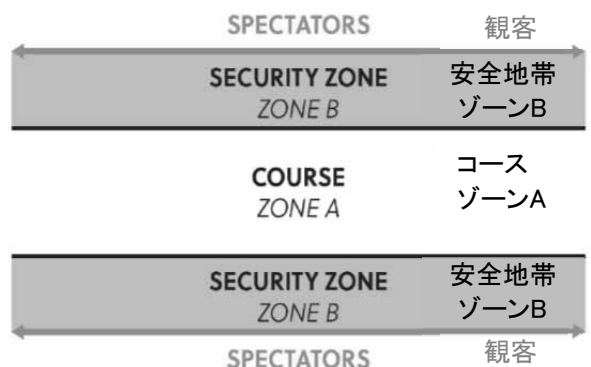 SPECTATORS 観客
SECURITY ZONE 安全地帯
ZONE B ゾーンB
COURSE コース
ZONE A ゾーンA
SECURITY ZONE 安全地帯
ZONE B ゾーンB
SPECTATORS 観客